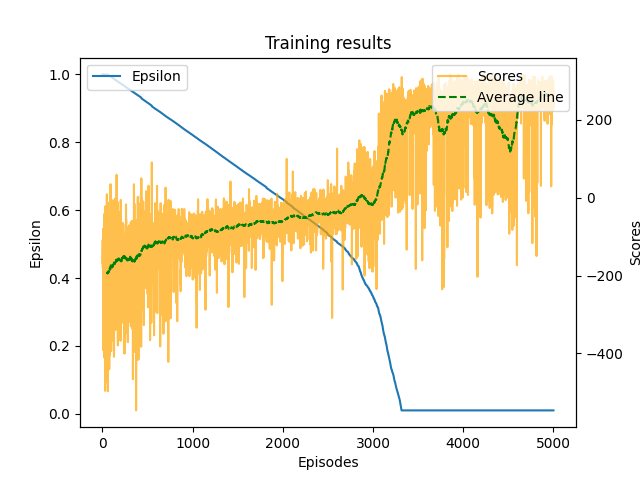 Training results
Epsilon
Scores
Average line
1.0
0.8
0.6
0.4
0.2
0.0
200
0
−200
−400
Epsilon
Scores
0
1000
2000
3000
4000
5000
Episodes